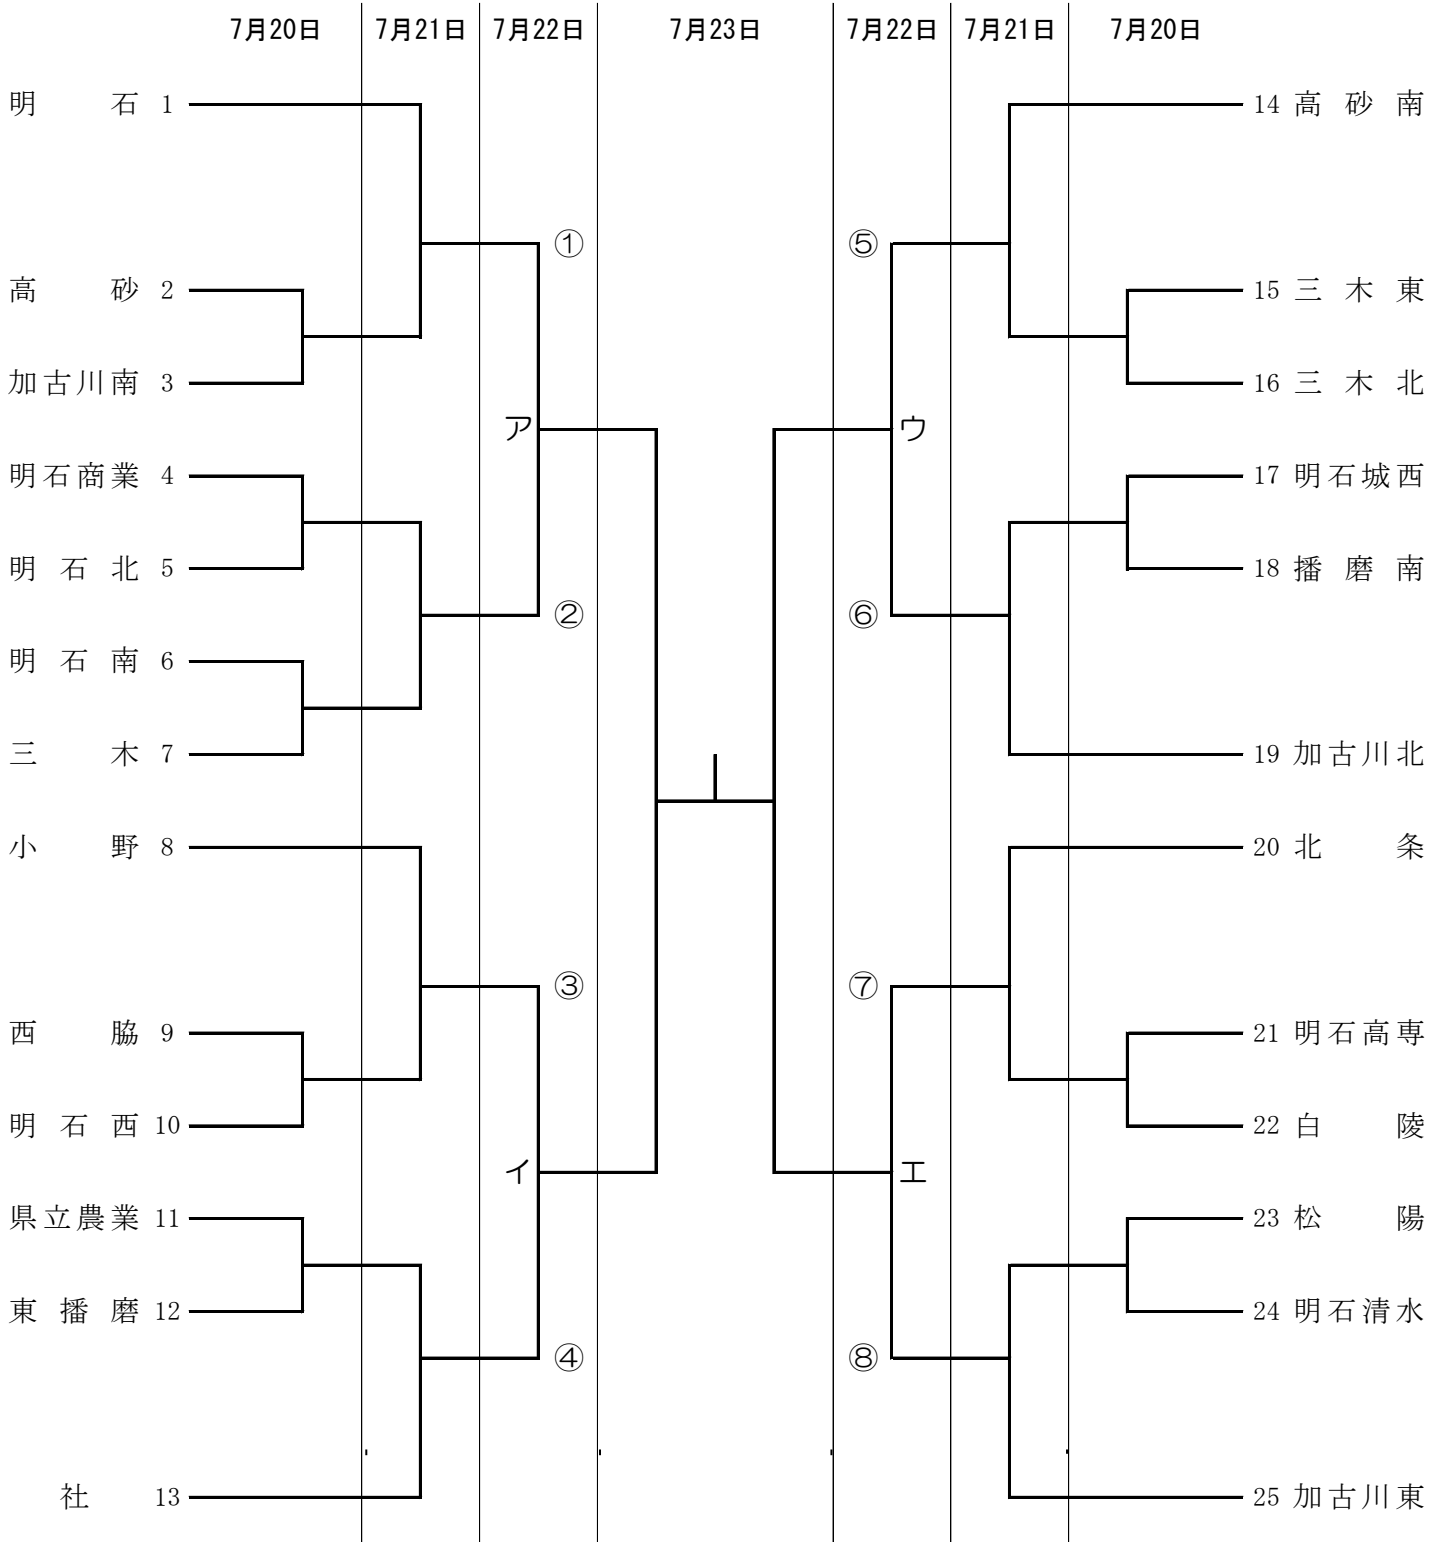 7月20日 7月21日 7月22日 7月23日 7月22日 7月21日 7月20日
明石 1
14 高砂南
① ⑤
高砂 2
15 三木東
加古川南 3
16 三木北
ア ウ
明石商業 4
17 明石城西
明石北 5
18 播磨南
② ⑥
明石南 6
三木 7
19 加古川北
小野 8
20 北条
③ ⑦
西脇 9
21 明石高専
明石西 10
22 白陵
イ エ
県立農業 11
23 松陽
東播磨 12
24 明石清水
④ ⑧
社 13
25 加古川東